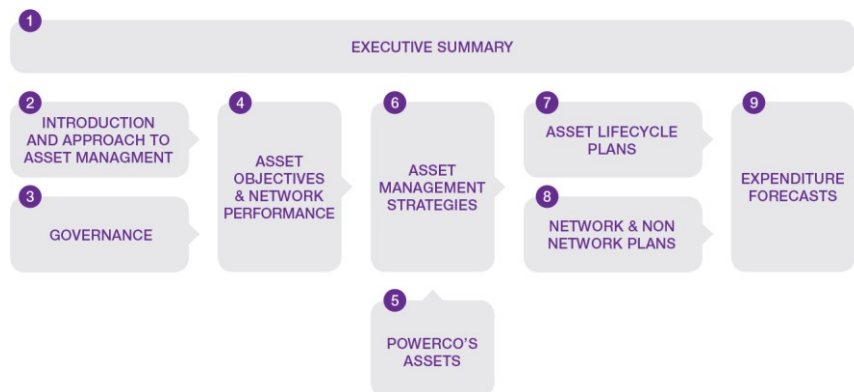 1
EXECUTIVE SUMMARY
2
INTRODUCTION
AND APPROACH TO
ASSET MANAGMENT
3
GOVERNANCE
4
ASSET
OBJECTIVES
& NETWORK
PERFORMANCE
6
ASSET
MANAGEMENT
STRATEGIES
5
POWERCO'S
ASSETS
7
ASSET LIFECYCLE
PLANS
8
NETWORK & NON
NETWORK PLANS
9
EXPENDITURE
FORECASTS